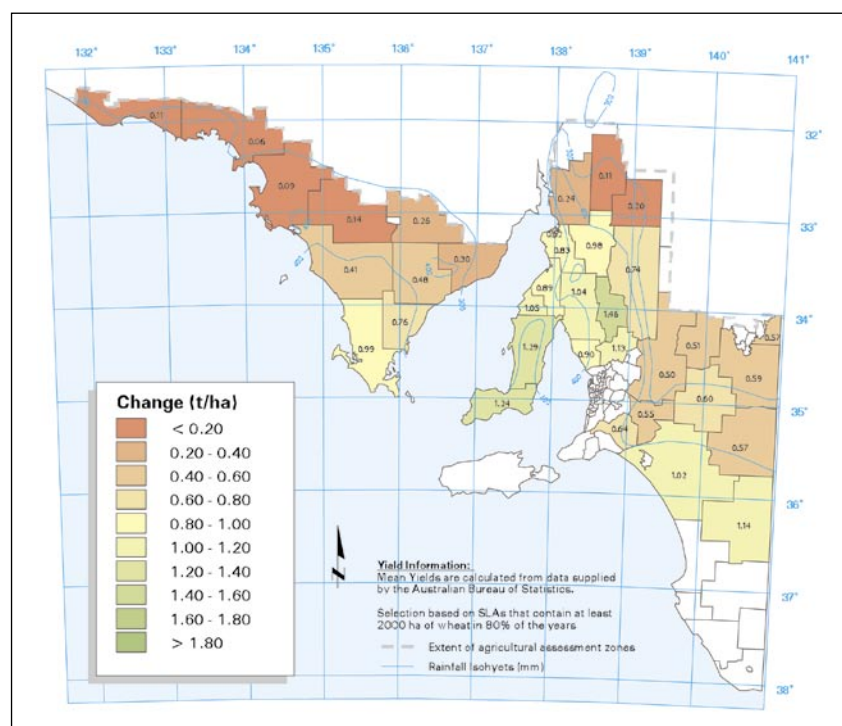 132° 133° 134° 135° 136° 137° 138° 139° 140° 141°
32°
33°
34°
35°
36°
37°
38°
0.11
0.06
0.09
0.14
0.26
0.30
0.41
0.48
0.76
0.99
0.24
0.11
0.98
0.83
0.74
0.89
1.04
1.05
1.46
1.29
0.90
1.13
1.24
0.50
0.51
0.57
0.59
0.60
0.55
0.64
0.57
1.02
1.14
Change (t/ha)
< 0.20
0.20 - 0.40
0.40 - 0.60
0.60 - 0.80
0.80 - 1.00
1.00 - 1.20
1.20 - 1.40
1.40 - 1.60
1.60 - 1.80
> 1.80
N
Yield Information:
Mean Yields are calculated from data supplied
by the Australian Bureau of Statistics.
Selection based on SLAs that contain at least
2000 ha of wheat in 80% of the years
Extent of agricultural assessment zones
Rainfall Isohyets (mm)